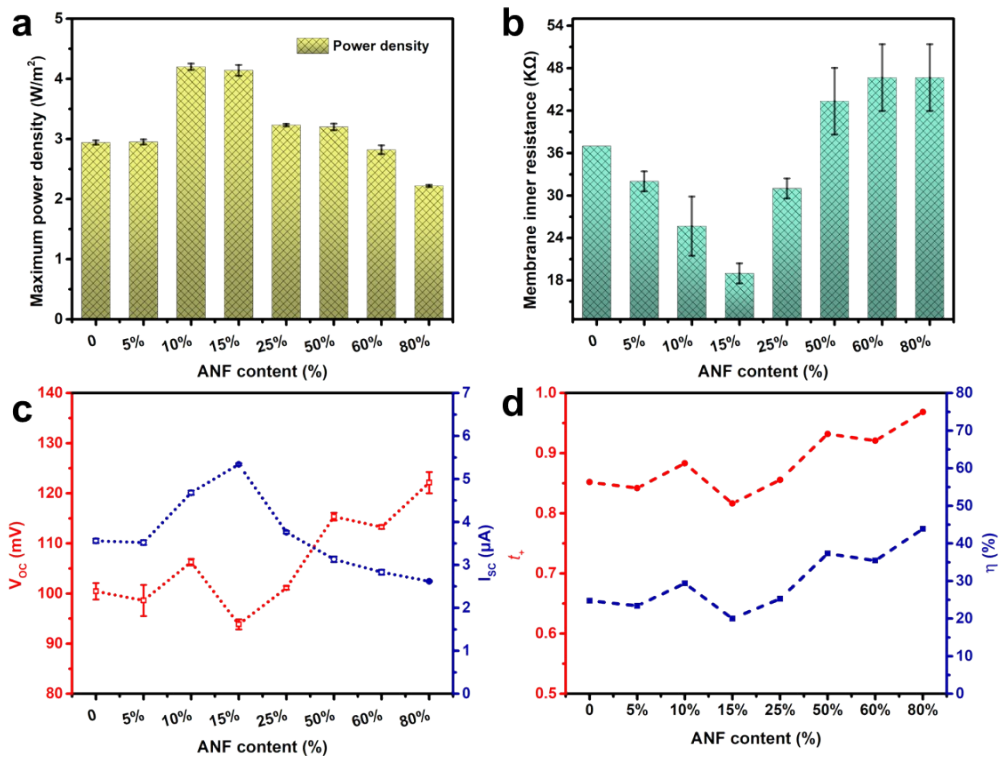 a
Maximum power density (W/m²)
5
4
3
2
1
0
Power density
0 5% 10% 15% 25% 50% 60% 80%
ANF content (%)
b
Membrane inner resistance (KΩ)
48
42
36
30
24
18
0 5% 10% 15% 25% 50% 60% 80%
ANF content (%)
c
V_OC (mV)
140
130
120
110
100
90
80
I_SC (μA)
7
6
5
4
3
2
1
0
0 5% 10% 15% 25% 50% 60% 80%
ANF content (%)
d
t₊
1.0
0.9
0.8
0.7
0.6
0.5
η (%)
80
70
60
50
40
30
20
10
0
0 5% 10% 15% 25% 50% 60% 80%
ANF content (%)